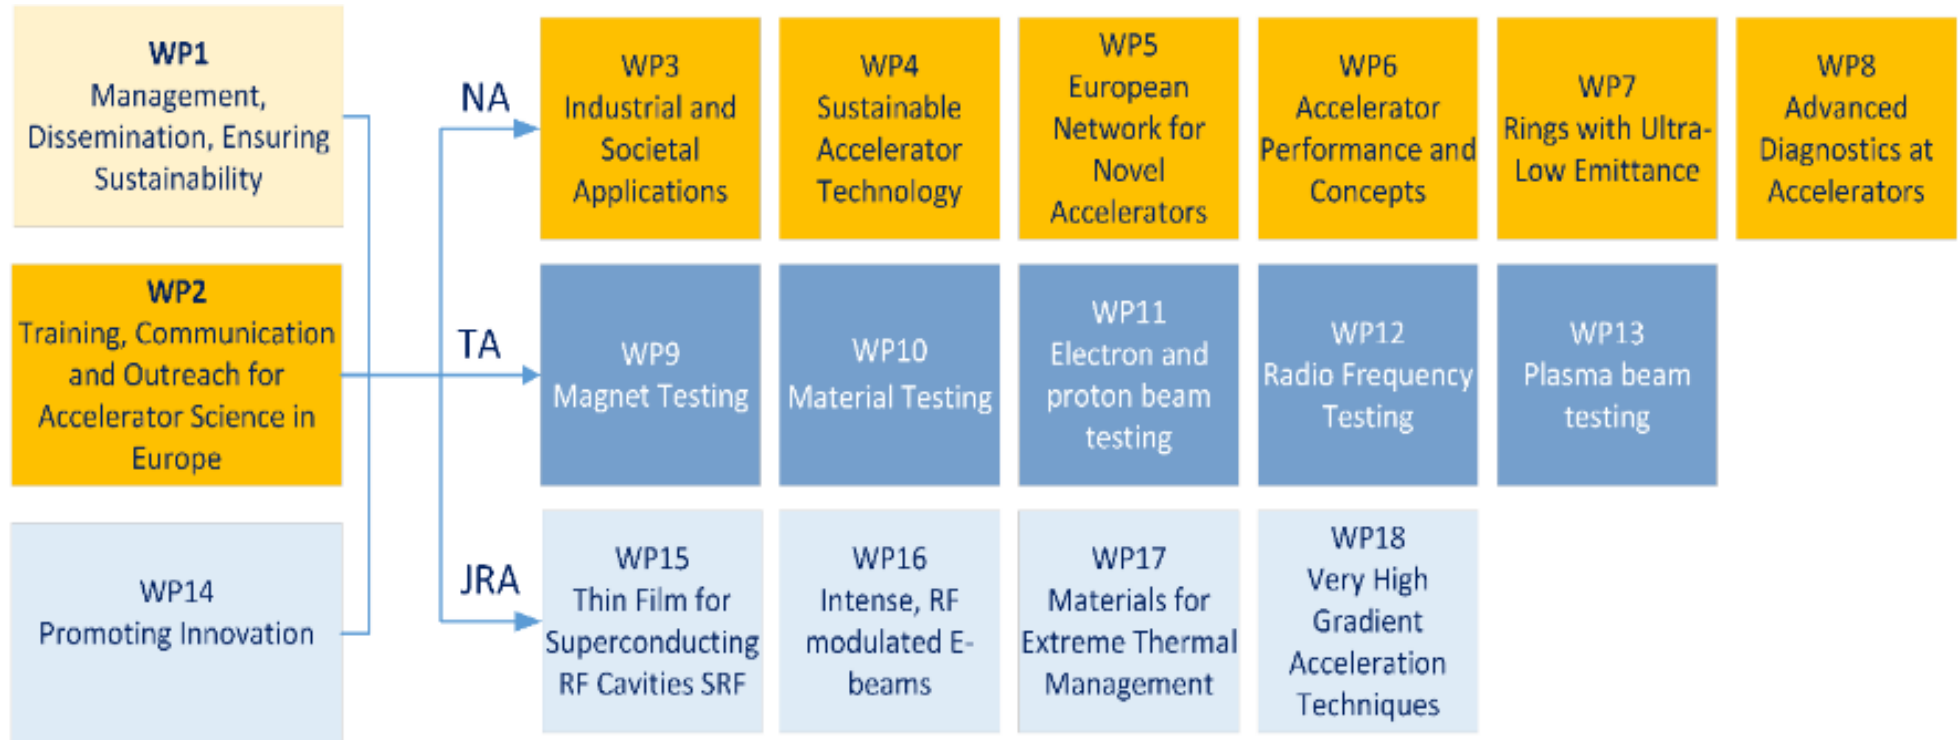 WP1
Management,
Dissemination, Ensuring
Sustainability
WP2
Training, Communication
and Outreach for
Accelerator Science in
Europe
WP14
Promoting Innovation
NA
WP3
Industrial and
Societal
Applications
WP4
Sustainable
Accelerator
Technology
WP5
European
Network for
Novel
Accelerators
WP6
Accelerator
Performance and
Concepts
WP7
Rings with Ultra-
Low Emittance
WP8
Advanced
Diagnostics at
Accelerators
TA
WP9
Magnet Testing
WP10
Material Testing
WP11
Electron and
proton beam
testing
WP12
Radio Frequency
Testing
WP13
Plasma beam
testing
JRA
WP15
Thin Film for
Superconducting
RF Cavities SRF
WP16
Intense, RF
modulated E-
beams
WP17
Materials for
Extreme Thermal
Management
WP18
Very High
Gradient
Acceleration
Techniques